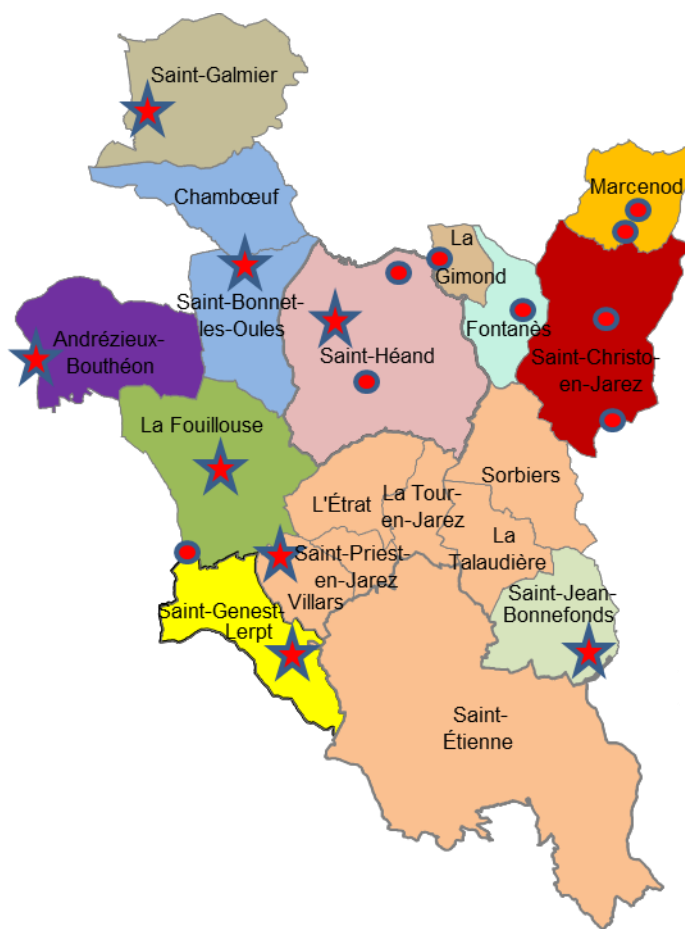 Saint-Galmier
Chambœuf
Marcenod
La
Gimond
Saint-Bonnet-
les-Oules
Fontanès
Andrézieux-
Bouthéon
Saint-Héand
Saint-Christo-
en-Jarez
La Fouillouse
L'Étrat
La Tour-
en-Jarez
Sorbiers
La
Talaudière
Saint-Priest-
en-Jarez
Villars
Saint-Genest-
Lerpt
Saint-Jean-
Bonnefonds
Saint-
Étienne